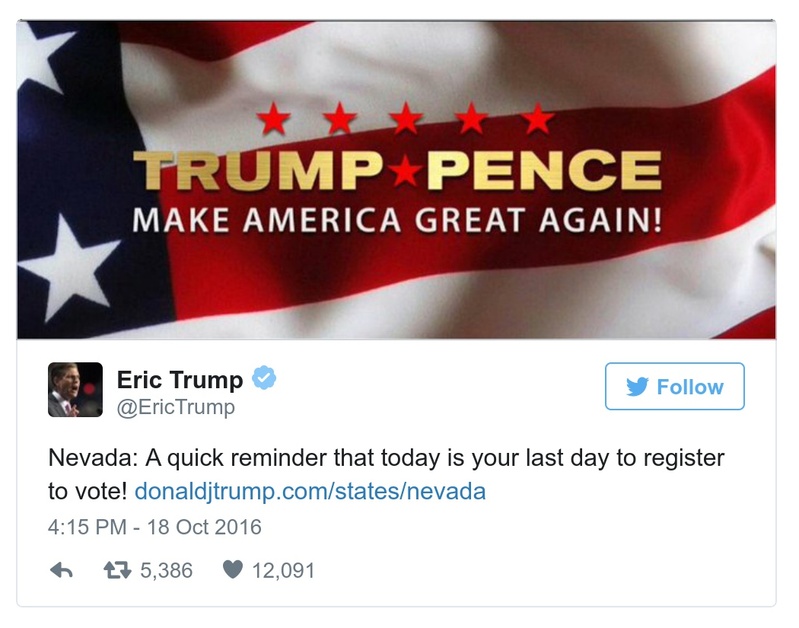 TRUMP★PENCE
MAKE AMERICA GREAT AGAIN!
Eric Trump
@EricTrump
Follow
Nevada: A quick reminder that today is your last day to register
to vote! donaldjtrump.com/states/nevada
4:15 PM - 18 Oct 2016
5,386 12,091